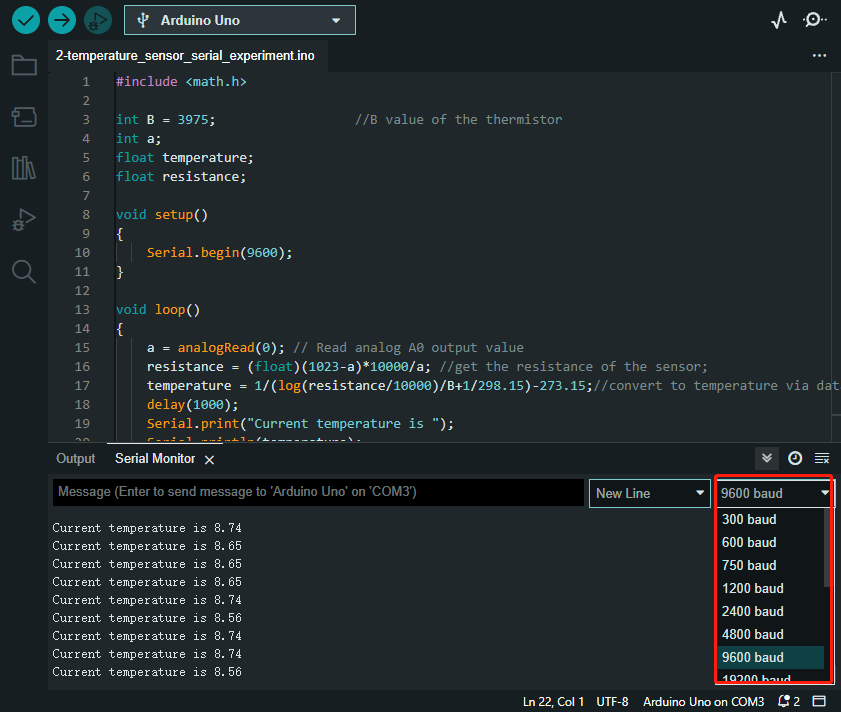 Arduino Uno
2-temperature_sensor_serial_experiment.ino
1 #include <math.h>
2
3 int B = 3975; //B value of the thermistor
4 int a;
5 float temperature;
6 float resistance;
7
8 void setup()
9 {
10 Serial.begin(9600);
11 }
12
13 void loop()
14 {
15 a = analogRead(0); // Read analog A0 output value
16 resistance = (float)(1023-a)*10000/a; //get the resistance of the sensor;
17 temperature = 1/(log(resistance/10000)/B+1/298.15)-273.15;//convert to temperature via dat
18 delay(1000);
19 Serial.print("Current temperature is ");
20 Serial.println(temperature);
Output Serial Monitor
Message (Enter to send message to 'Arduino Uno' on 'COM3') New Line 9600 baud
300 baud
600 baud
750 baud
1200 baud
2400 baud
4800 baud
9600 baud
19200 baud
Current temperature is 8.74
Current temperature is 8.65
Current temperature is 8.65
Current temperature is 8.65
Current temperature is 8.74
Current temperature is 8.56
Current temperature is 8.74
Current temperature is 8.74
Current temperature is 8.56
Ln 22, Col 1 UTF-8 Arduino Uno on COM3 2